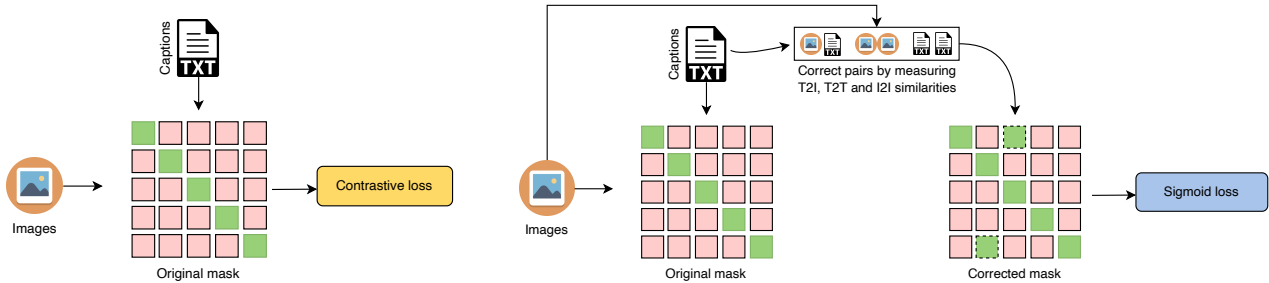 Captions
TXT
Images
Original mask
Contrastive loss
Captions
TXT
Correct pairs by measuring
T2I, T2T and I2I similarities
TXT
TXT
TXT
Images
Original mask
Corrected mask
Sigmoid loss